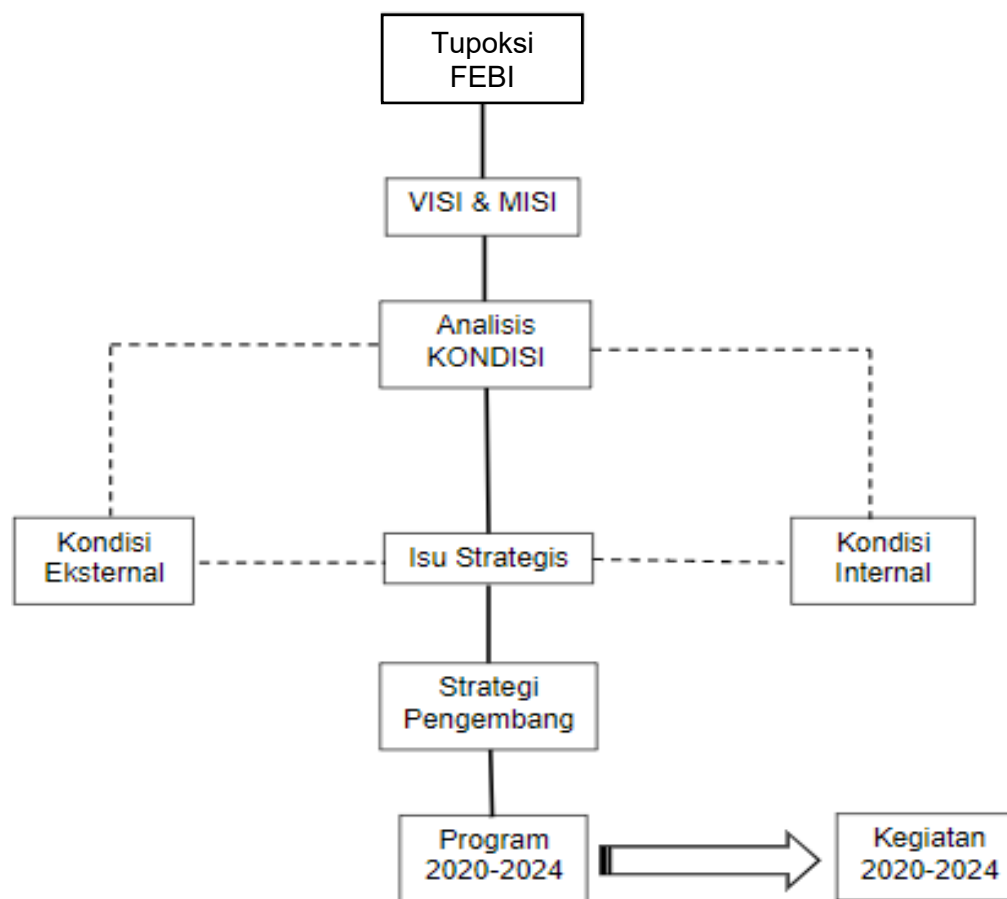 Tupoksi
FEBI
VISI & MISI
Analisis
KONDISI
Kondisi
Eksternal
Isu Strategis
Kondisi
Internal
Strategi
Pengembang
Program
2020-2024
Kegiatan
2020-2024